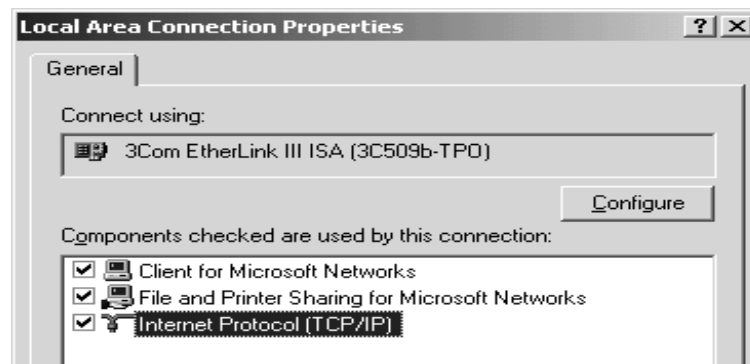 Local Area Connection Properties ? ×
General
Connect using:
3Com EtherLink III ISA (3C509b-TPO)
Configure
Components checked are used by this connection:
Client for Microsoft Networks
File and Printer Sharing for Microsoft Networks
Internet Protocol (TCP/IP)